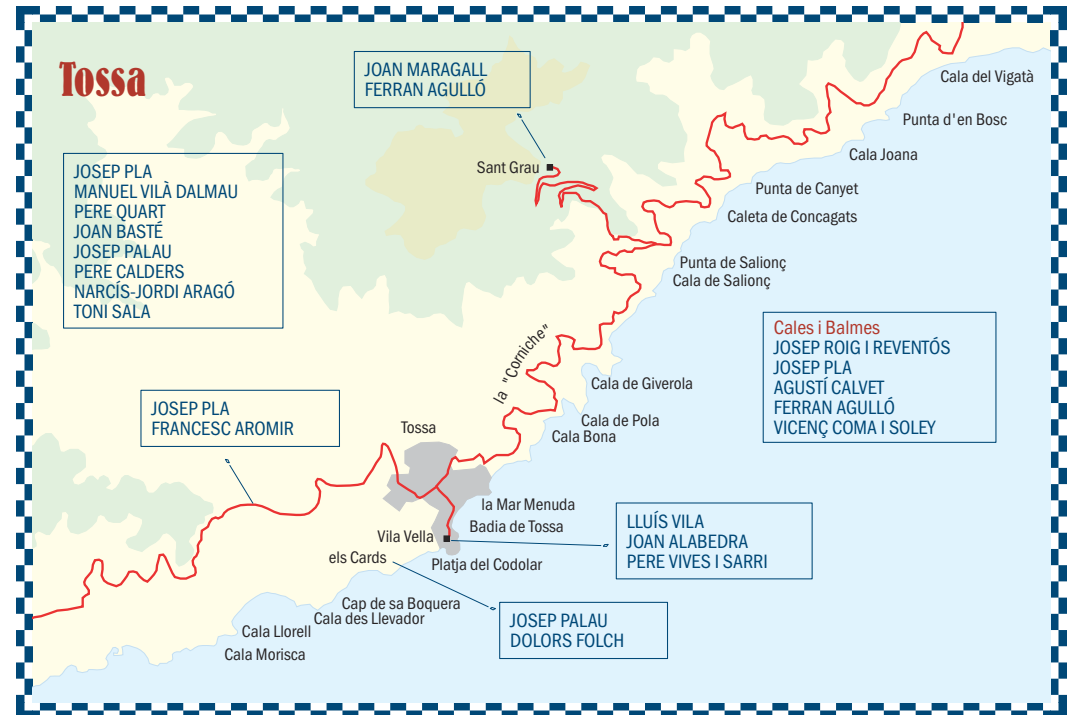 Tossa
JOAN MARAGALL
FERRAN AGULLÓ
Cala del Vigatà
Punta d'en Bosc
Cala Joana
Sant Grau
Punta de Canyet
Caleta de Concagats
JOSEP PLA
MANUEL VILÀ DALMAU
PERE QUART
JOAN BASTÉ
JOSEP PALAU
PERE CALDERS
NARCÍS-JORDI ARAGÓ
TONI SALA
Punta de Salionç
Cala de Salionç
Cales i Balmes
JOSEP ROIG I REVENTÓS
JOSEP PLA
AGUSTÍ CALVET
FERRAN AGULLÓ
VICENÇ COMA I SOLEY
la "Corniche"
Cala de Giverola
Cala de Pola
Cala Bona
JOSEP PLA
FRANCESC AROMIR
Tossa
la Mar Menuda
Badia de Tossa
Vila Vella
Platja del Codolar
LLUÍS VILA
JOAN ALABEDRA
PERE VIVES I SARRI
els Cards
Cap de sa Boquera
Cala des Llevador
Cala Llorell
Cala Morisca
JOSEP PALAU
DOLORS FOLCH